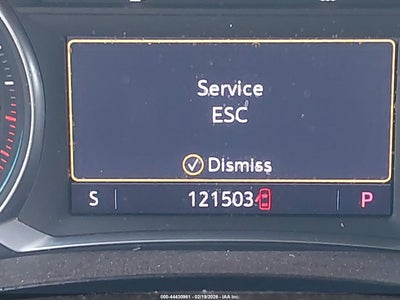 Service
ESC
Dismiss
S 121503 P
000-44430961 - 02/19/2026 - IAA Inc.